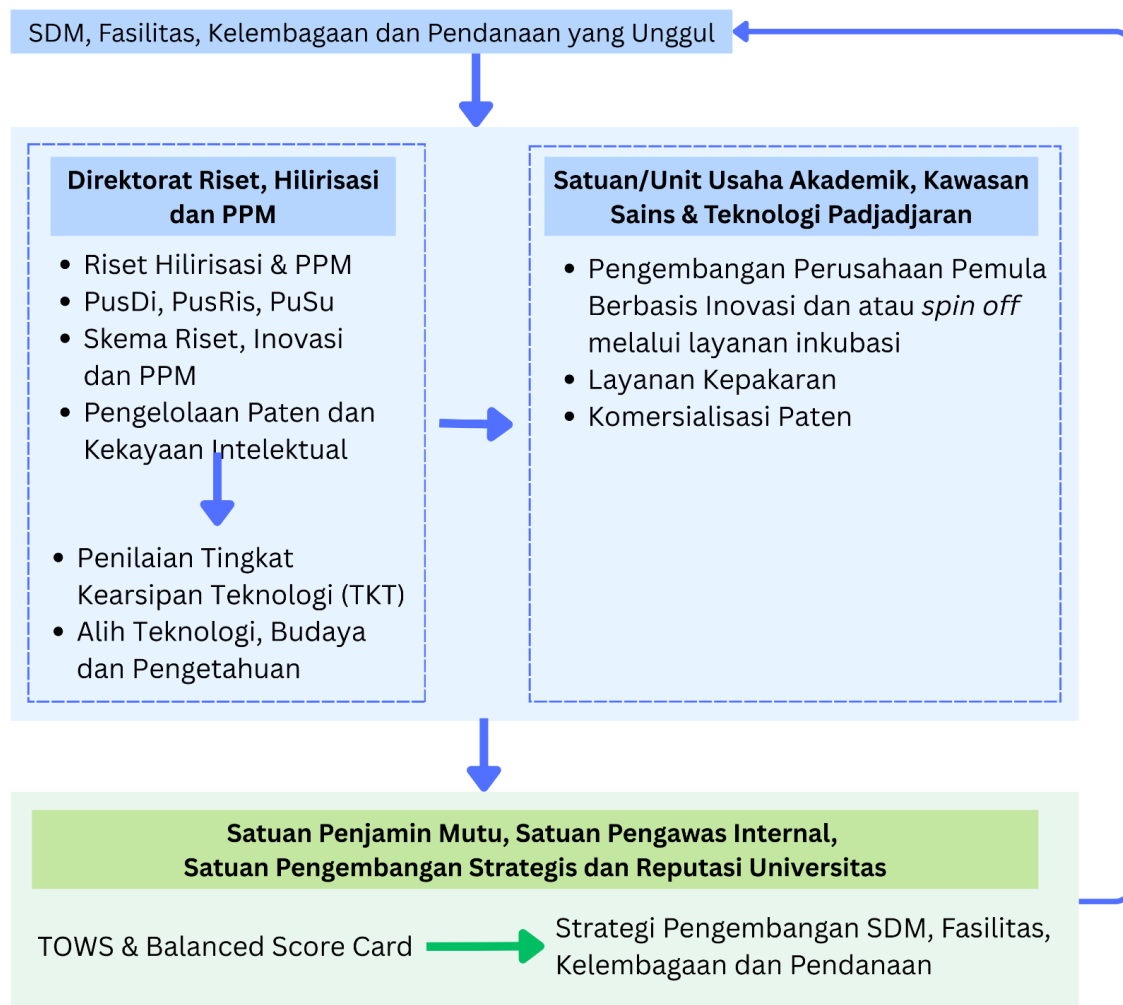 SDM, Fasilitas, Kelembagaan dan Pendanaan yang Unggul
Direktorat Riset, Hilirisasi
dan PPM
• Riset Hilirisasi & PPM
• PusDi, PusRis, PuSu
• Skema Riset, Inovasi
dan PPM
• Pengelolaan Paten dan
Kekayaan Intelektual
• Penilaian Tingkat
Kearsipan Teknologi (TKT)
• Alih Teknologi, Budaya
dan Pengetahuan
Satuan/Unit Usaha Akademik, Kawasan
Sains & Teknologi Padjadjaran
• Pengembangan Perusahaan Pemula
Berbasis Inovasi dan atau spin off
melalui layanan inkubasi
• Layanan Kepakaran
• Komersialisasi Paten
Satuan Penjamin Mutu, Satuan Pengawas Internal,
Satuan Pengembangan Strategis dan Reputasi Universitas
TOWS & Balanced Score Card
Strategi Pengembangan SDM, Fasilitas,
Kelembagaan dan Pendanaan